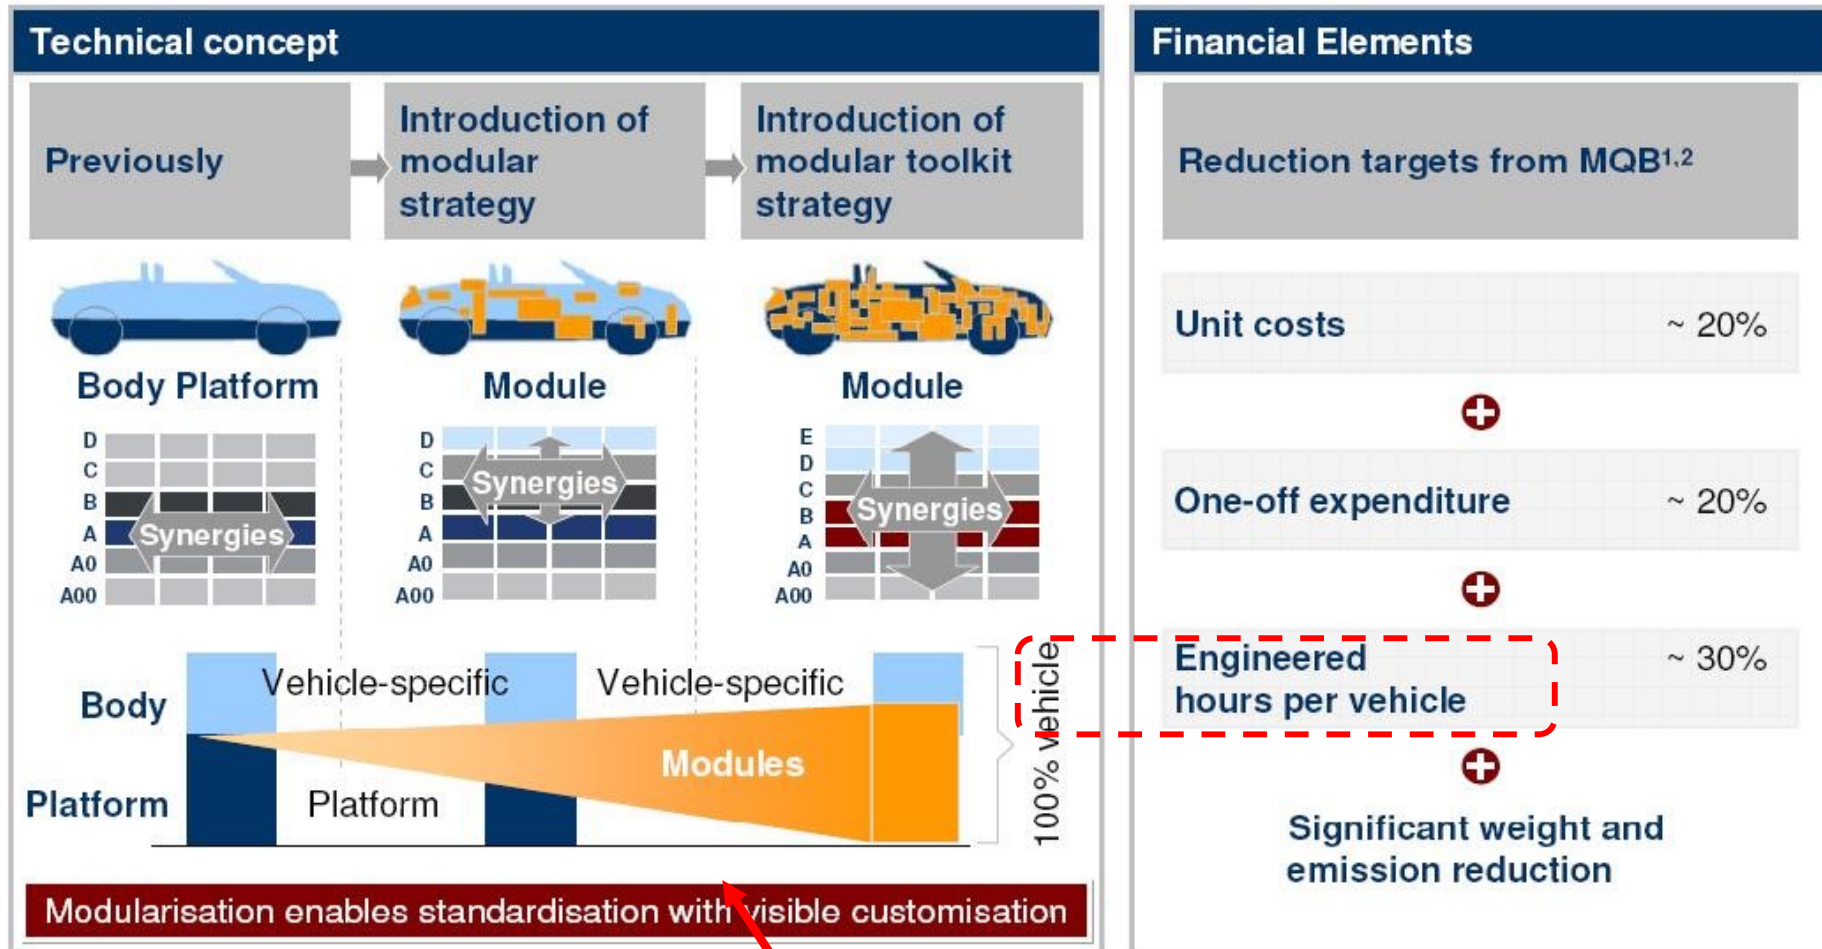 Technical concept
Previously
Introduction of
modular
strategy
Introduction of
modular toolkit
strategy
Body Platform
Module
Module
D
C
B
A
A0
A00
Synergies
D
C
B
A
A0
A00
Synergies
E
D
C
B
A
A0
A00
Synergies
Body
Platform
Vehicle-specific
Vehicle-specific
Platform
Modules
100% vehicle
Modularisation enables standardisation with visible customisation
Financial Elements
Reduction targets from MQB1,2
Unit costs ~ 20%
One-off expenditure ~ 20%
Engineered ~ 30%
hours per vehicle
Significant weight and
emission reduction